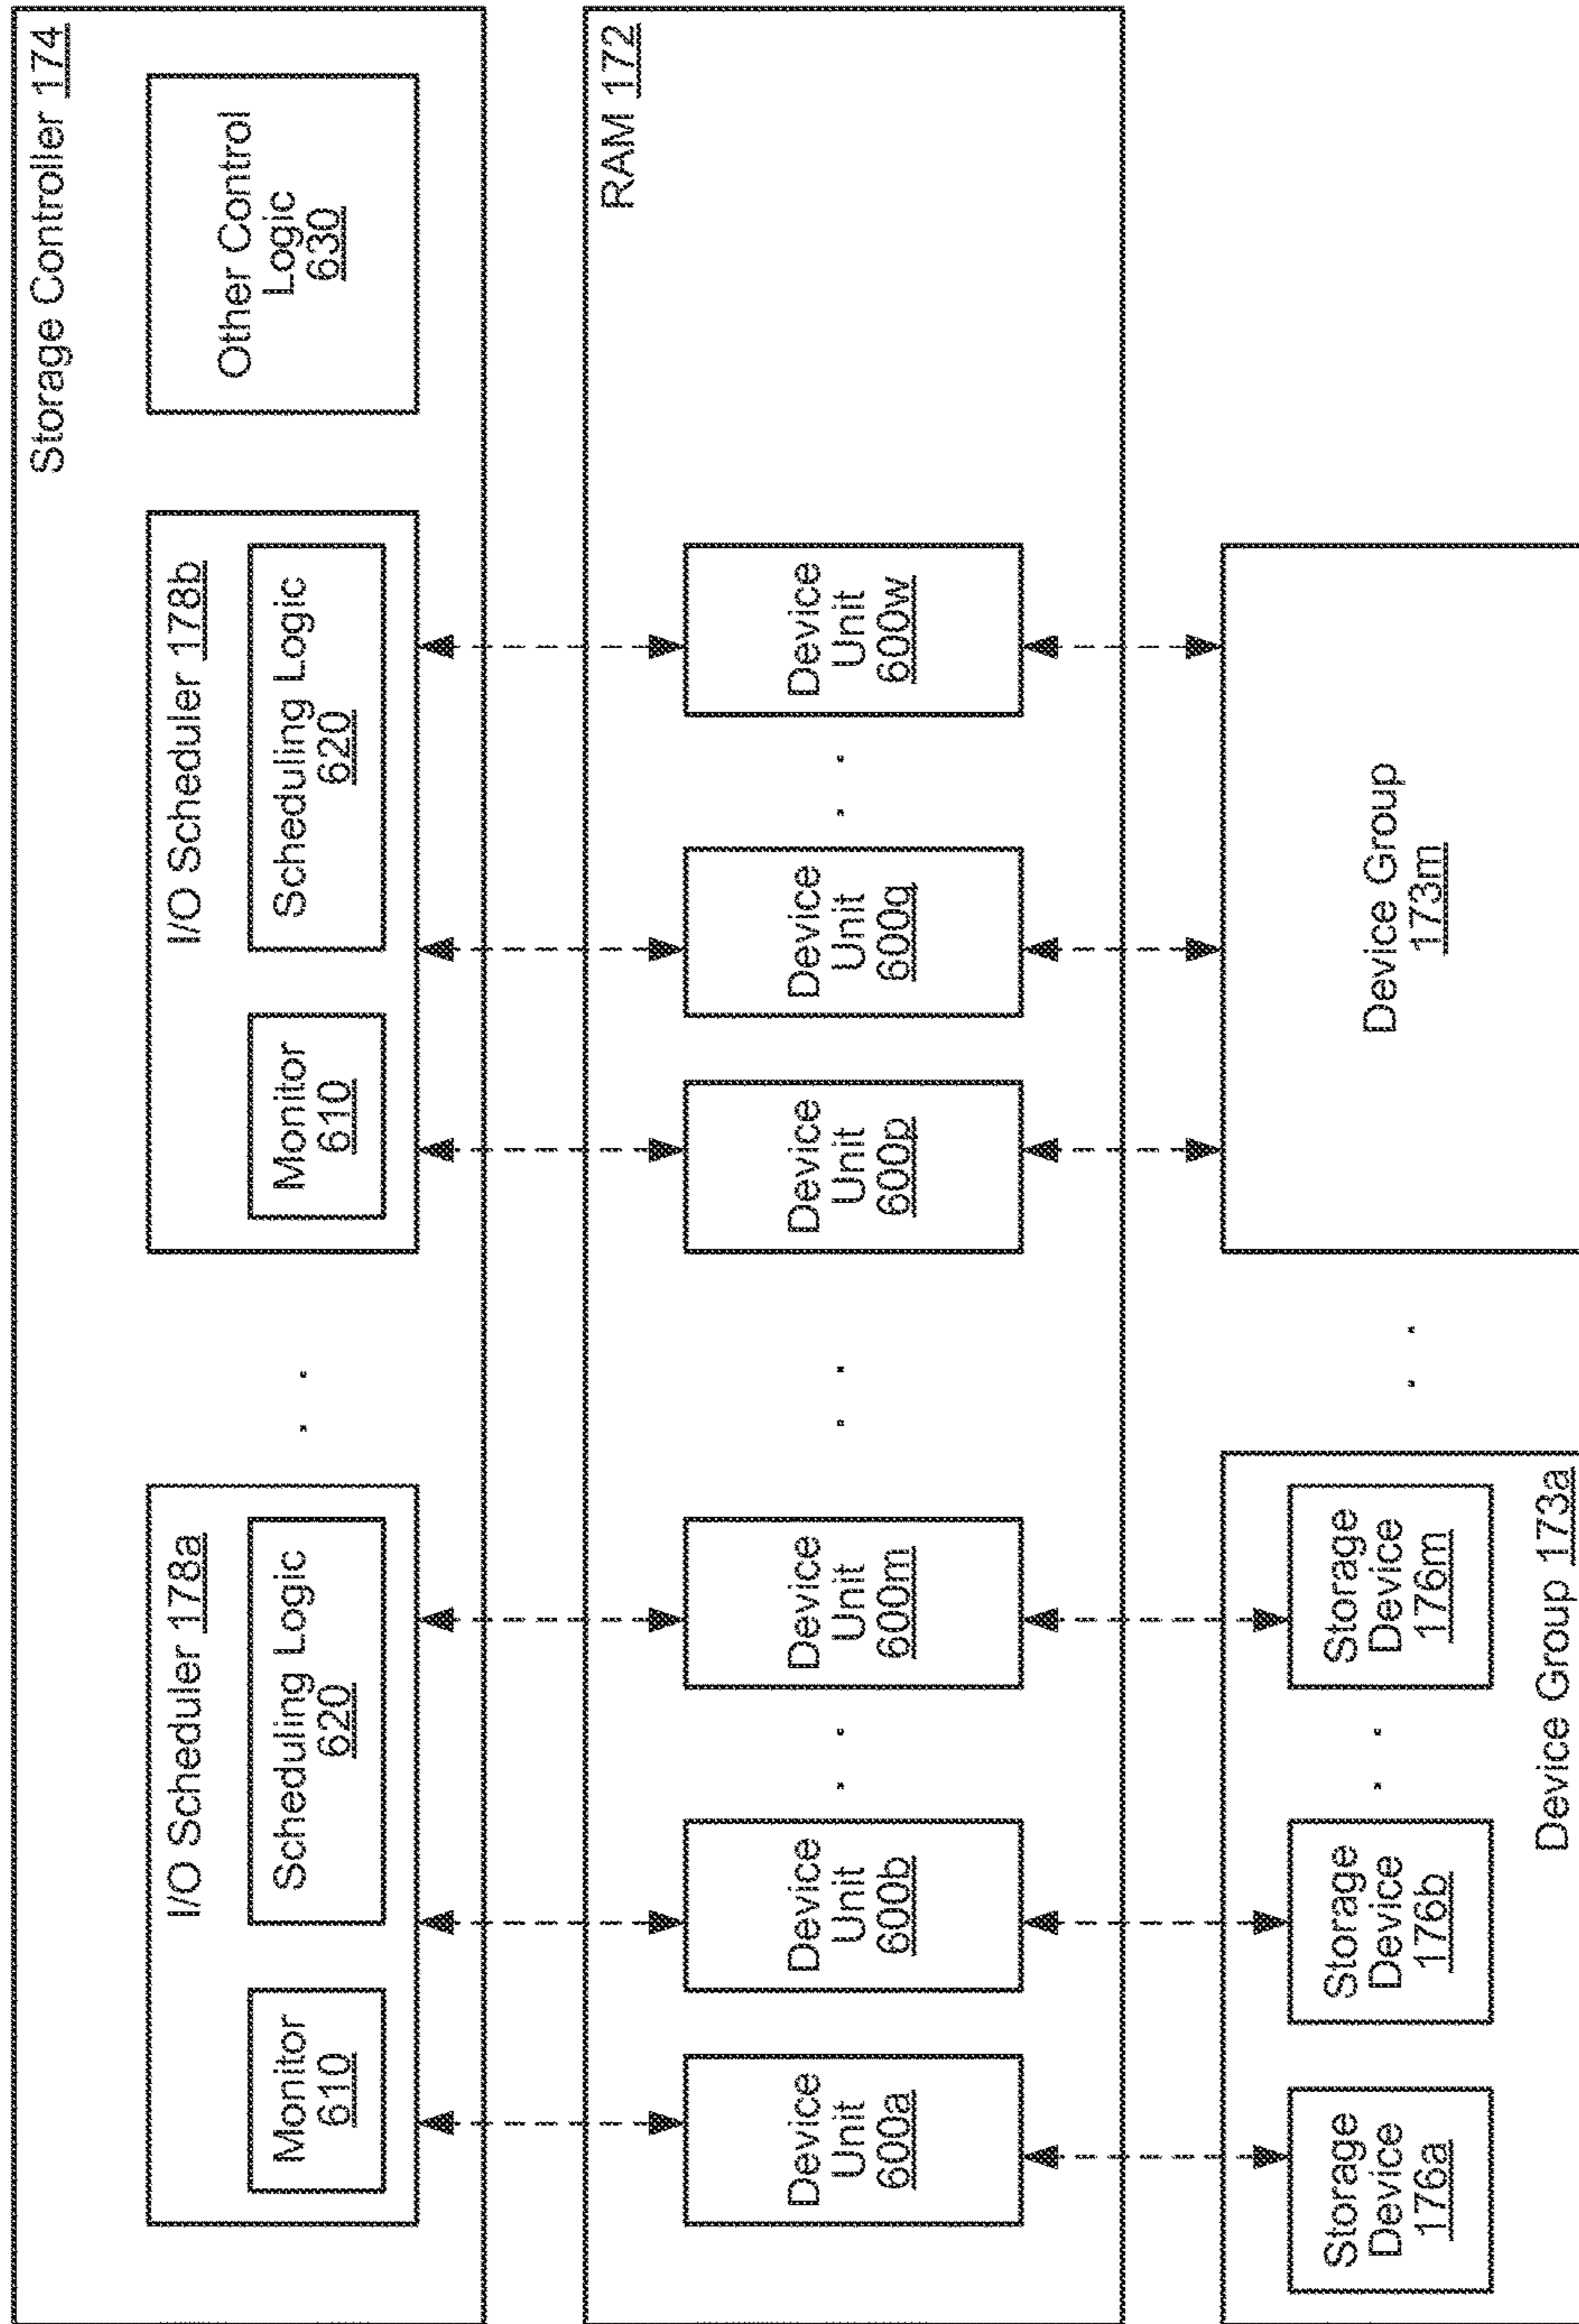 Storage Controller 174
I/O Scheduler 178a
Monitor
610
Scheduling Logic
620
I/O Scheduler 178b
Monitor
610
Scheduling Logic
620
Other Control
Logic
630
RAM 172
Device
Unit
600a
Device
Unit
600b
Device
Unit
600m
Device
Unit
600p
Device
Unit
600q
Device
Unit
600w
Storage
Device
176a
Storage
Device
176b
Storage
Device
176m
Device Group 173a
Device Group
173m